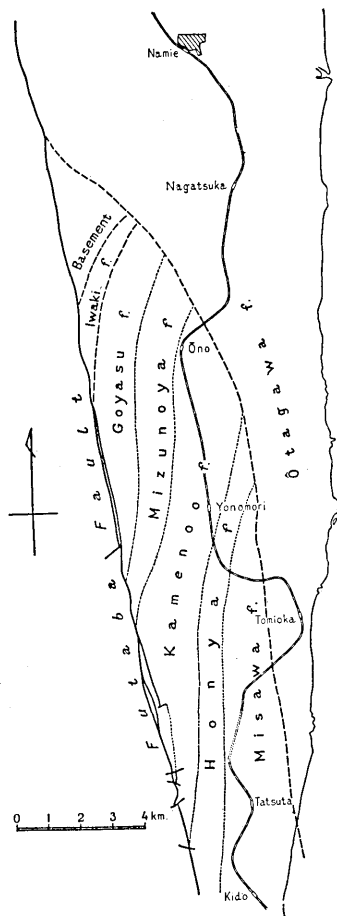 Namie
Nagatsuka
Basement
Iwaki f.
Goyasu f.
Mizunoya f
Ōno
Ōtagawa f.
Futaba Fault
Kamenoo f.
Yonomori
Honya f
Tomioka
Misawa f.
Tatsuta
Kido
0 1 2 3 4 km.